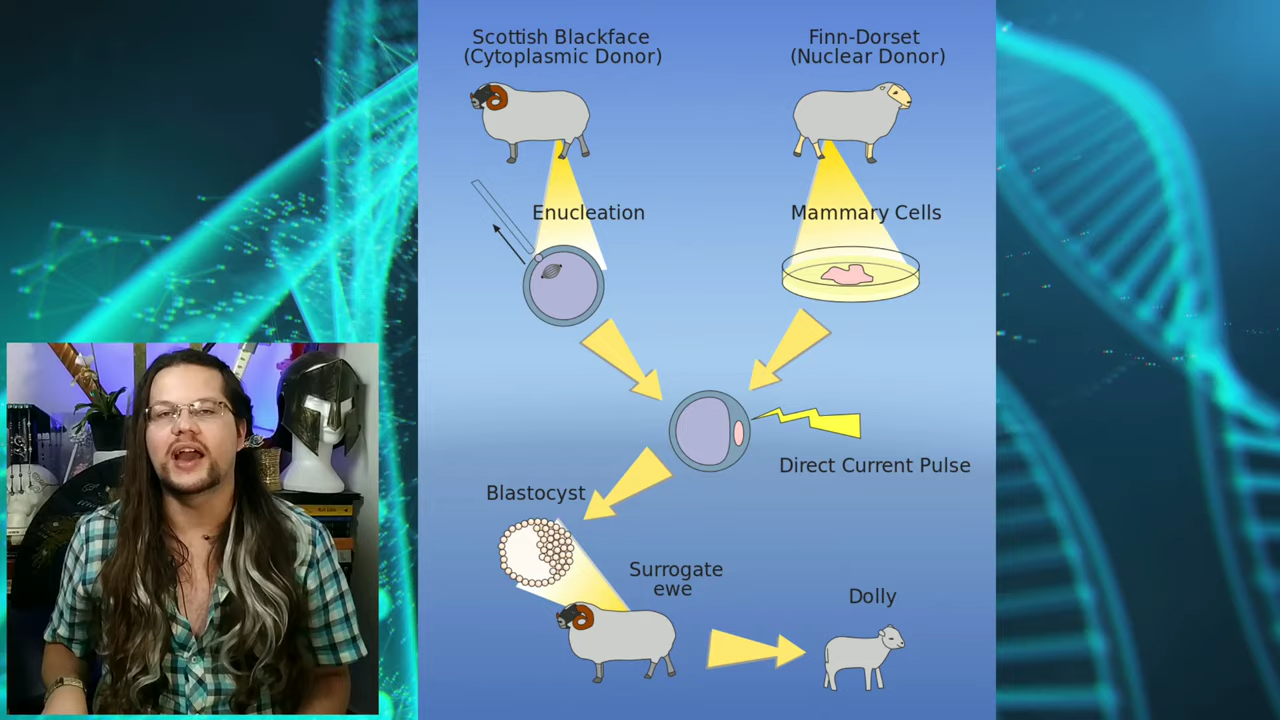 Scottish Blackface
(Cytoplasmic Donor)
Finn-Dorset
(Nuclear Donor)
Enucleation
Mammary Cells
Direct Current Pulse
Blastocyst
Surrogate
ewe
Dolly